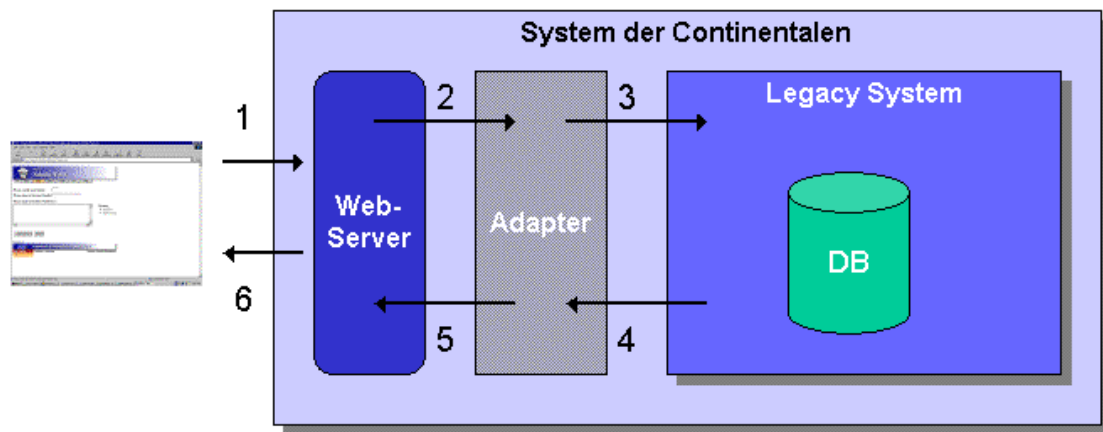 System der Continentalen
1
2
3
Legacy System
Web-
Server
Adapter
DB
6
5
4